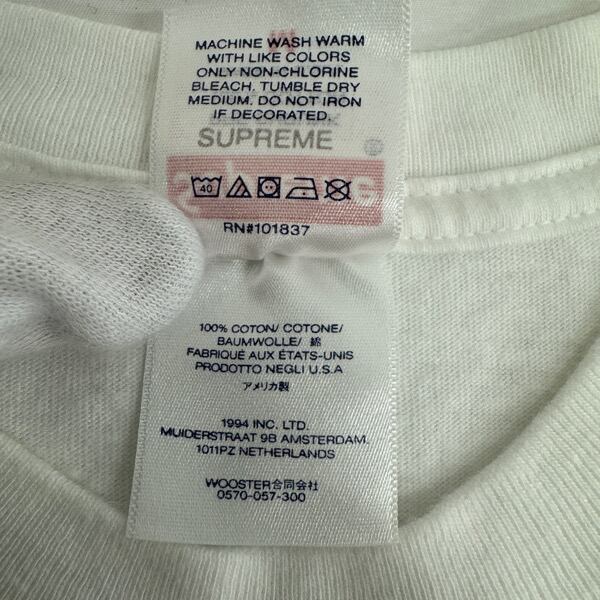 MACHINE WASH WARM
WITH LIKE COLORS
ONLY NON-CHLORINE
BLEACH. TUMBLE DRY
MEDIUM. DO NOT IRON
IF DECORATED.
SUPREME
40
RN#101837
100% COTON/ COTONE/
BAUMWOLLE/ 綿
FABRIQUÉ AUX ÉTATS-UNIS
PRODOTTO NEGLI U.S.A
アメリカ製
1994 INC. LTD.
MUIDERSTRAAT 9B AMSTERDAM.
1011PZ NETHERLANDS
WOOSTER合同会社
0570-057-300